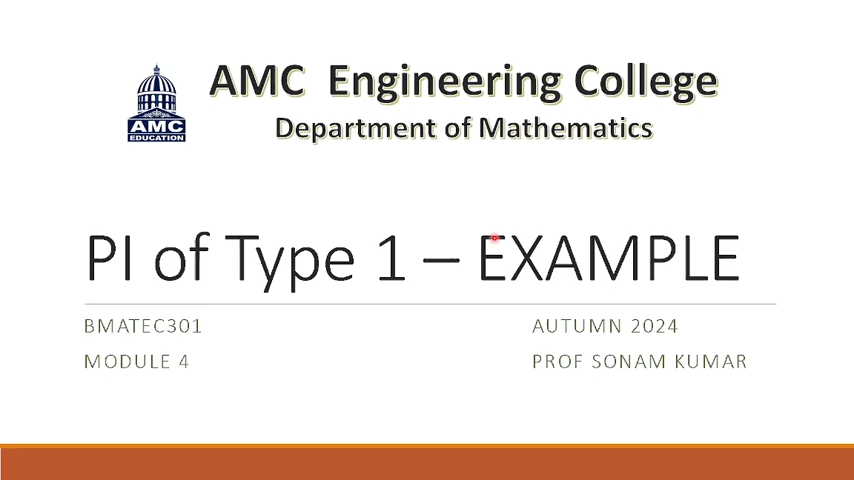 AMC Engineering College
Department of Mathematics
AMC
EDUCATION
PI of Type 1 – EXAMPLE
BMATEC301
AUTUMN 2024
MODULE 4
PROF SONAM KUMAR